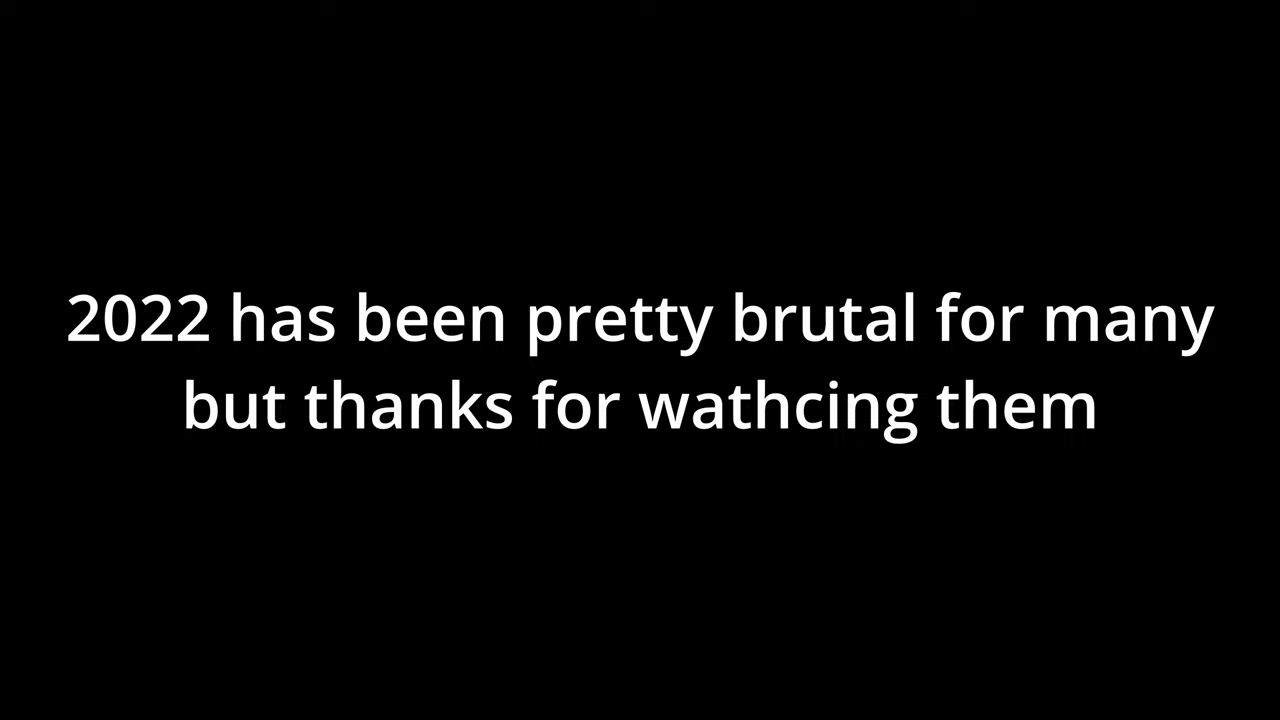 2022 has been pretty brutal for many
but thanks for wathcing them